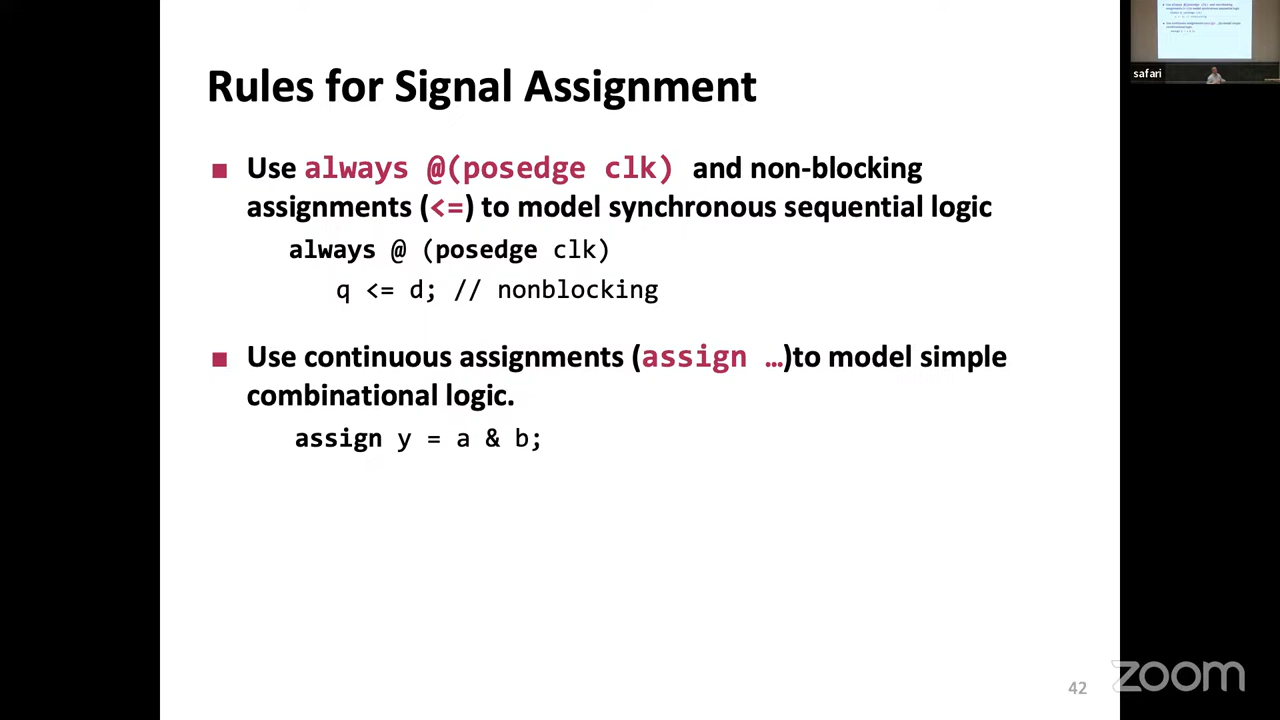 Rules for Signal Assignment
Use always @(posedge clk) and non-blocking
assignments (<=) to model synchronous sequential logic
always @ (posedge clk)
q <= d; // nonblocking
Use continuous assignments (assign …)to model simple
combinational logic.
assign y = a & b;
42
safari
zoom